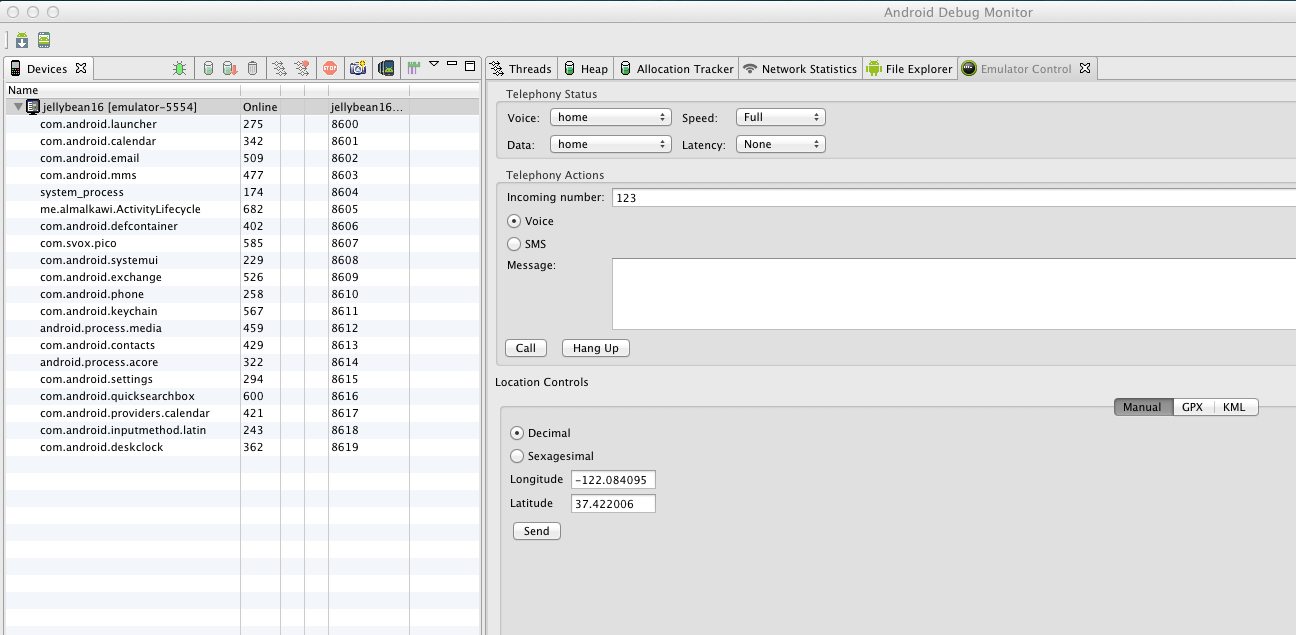 Android Debug Monitor
Devices
Threads Heap Allocation Tracker Network Statistics File Explorer Emulator Control
Name
jellybean16 [emulator-5554] Online jellybean16...
com.android.launcher 275 8600
com.android.calendar 342 8601
com.android.email 509 8602
com.android.mms 477 8603
system_process 174 8604
me.almalkawi.ActivityLifecycle 682 8605
com.android.defcontainer 402 8606
com.svox.pico 585 8607
com.android.systemui 229 8608
com.android.exchange 526 8609
com.android.phone 258 8610
com.android.keychain 567 8611
android.process.media 459 8612
com.android.contacts 429 8613
android.process.acore 322 8614
com.android.settings 294 8615
com.android.quicksearchbox 600 8616
com.android.providers.calendar 421 8617
com.android.inputmethod.latin 243 8618
com.android.deskclock 362 8619
Telephony Status
Voice: home Speed: Full
Data: home Latency: None
Telephony Actions
Incoming number: 123
Voice
SMS
Message:
Call Hang Up
Location Controls
Manual GPX KML
Decimal
Sexagesimal
Longitude -122.084095
Latitude 37.422006
Send